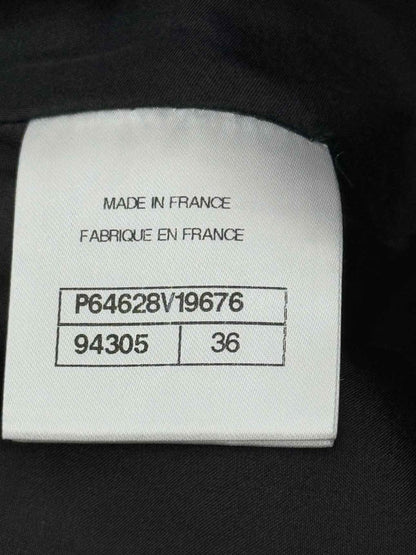 MADE IN FRANCE
FABRIQUE EN FRANCE
P64628V19676
94305 36